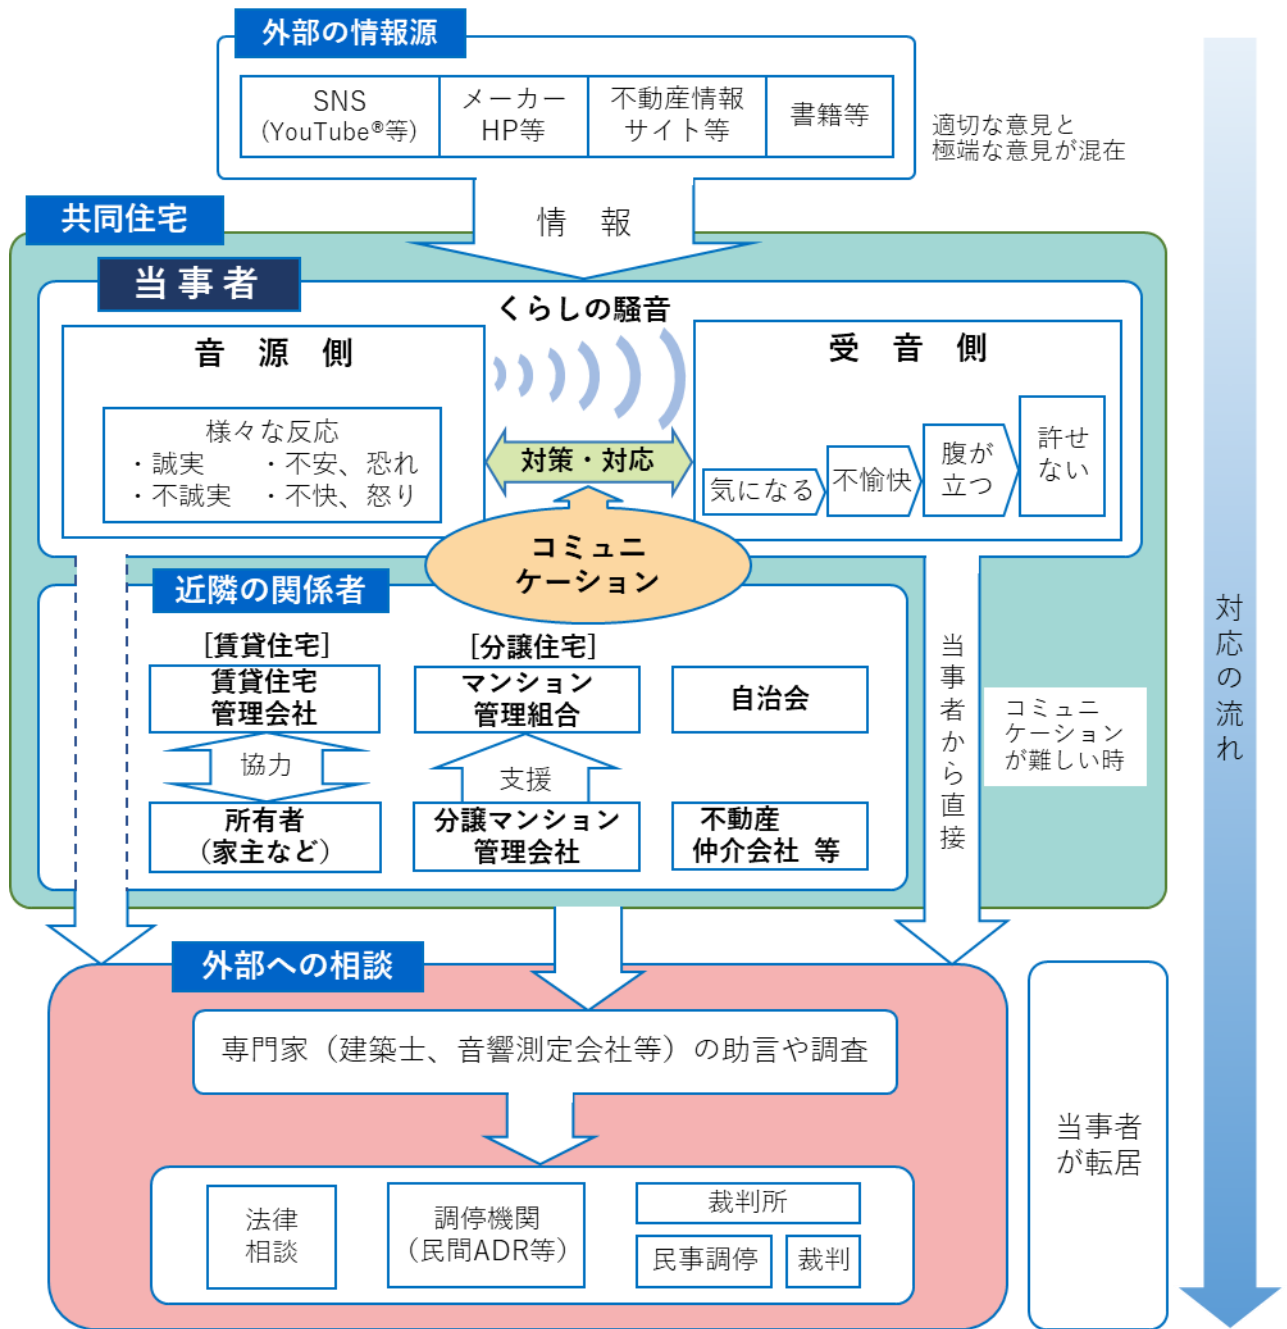 外部の情報源
SNS
(YouTube®等)
メーカー
HP等
不動産情報
サイト等
書籍等
適切な意見と
極端な意見が混在
情 報
共同住宅
当事者
くらしの騒音
音 源 側
様々な反応
・誠実 ・不安、恐れ
・不誠実 ・不快、怒り
対策・対応
受 音 側
気になる
不愉快
腹が
立つ
許せ
ない
コミュニ
ケーション
近隣の関係者
[賃貸住宅]
賃貸住宅
管理会社
協力
所有者
（家主など）
[分譲住宅]
マンション
管理組合
支援
分譲マンション
管理会社
自治会
不動産
仲介会社 等
当事者から直接
コミュニ
ケーション
が難しい時
対応の流れ
外部への相談
専門家（建築士、音響測定会社等）の助言や調査
法律
相談
調停機関
（民間ADR等）
裁判所
民事調停
裁判
当事者
が転居